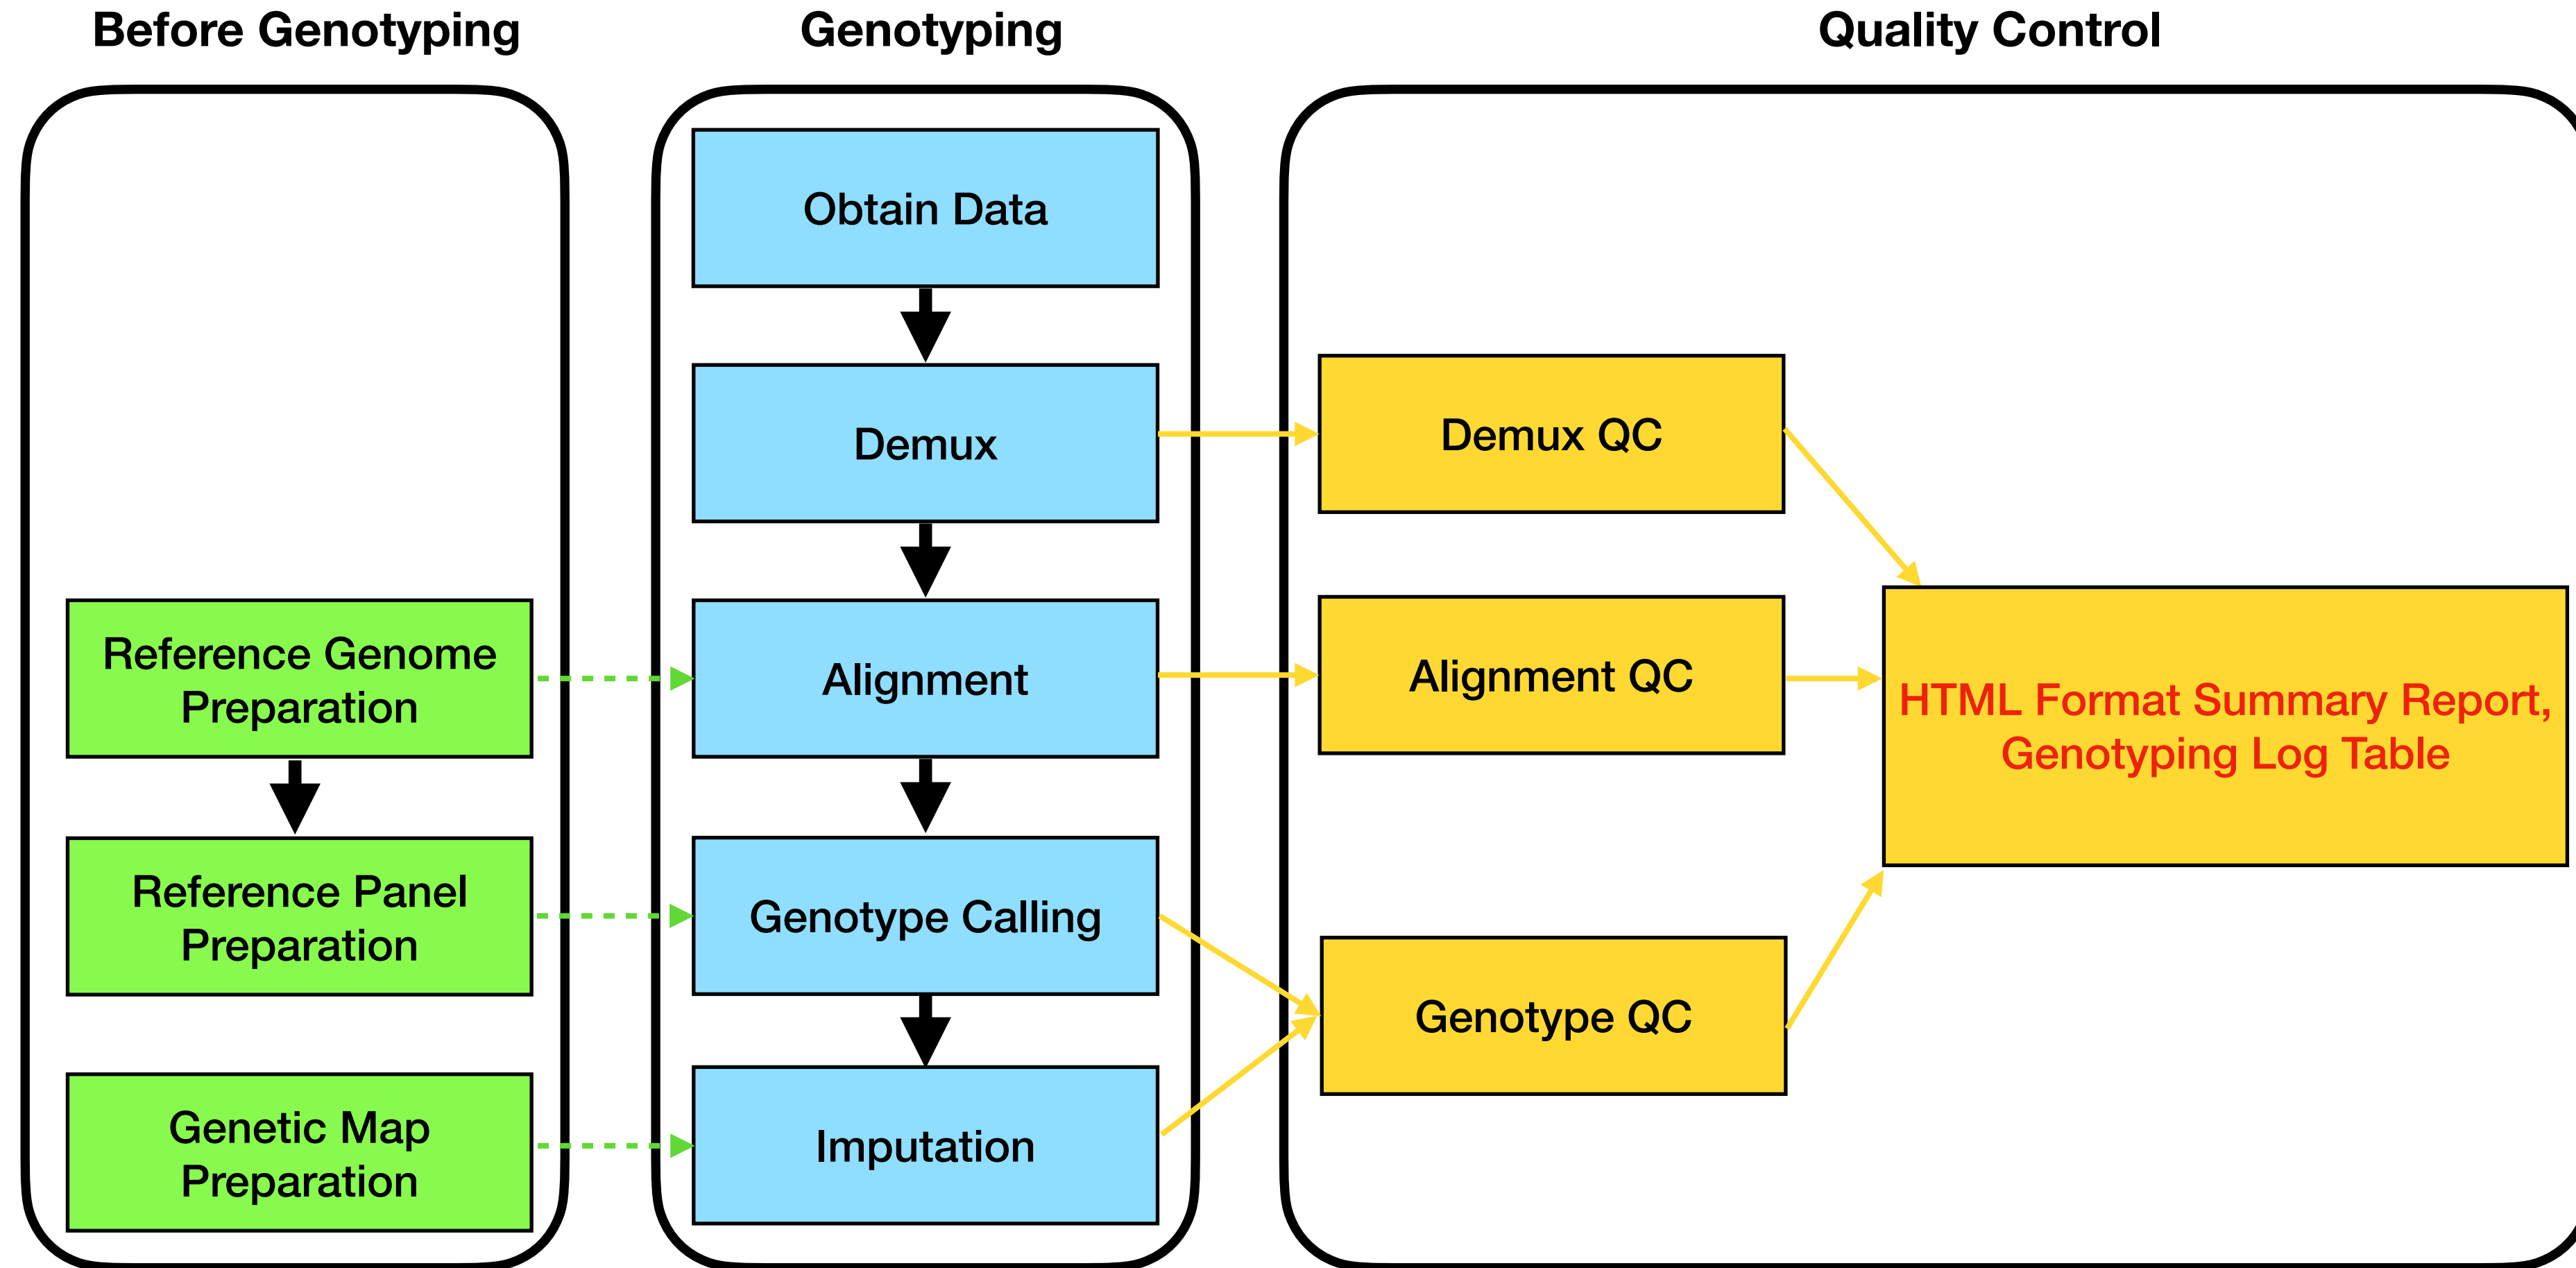 Before Genotyping
Genotyping
Quality Control
Reference Genome
Preparation
Reference Panel
Preparation
Genetic Map
Preparation
Obtain Data
Demux
Alignment
Genotype Calling
Imputation
Demux QC
Alignment QC
Genotype QC
HTML Format Summary Report,
Genotyping Log Table